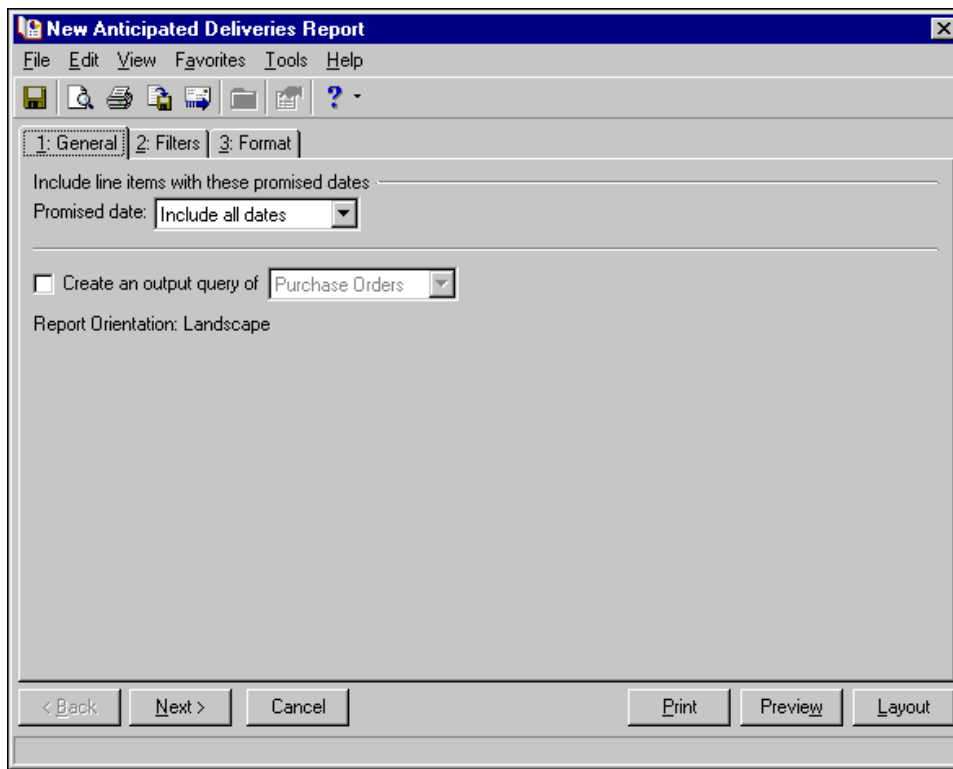 New Anticipated Deliveries Report
File Edit View Favorites Tools Help
?
1: General 2: Filters 3: Format
Include line items with these promised dates
Promised date: Include all dates
Create an output query of Purchase Orders
Report Orientation: Landscape
< Back Next > Cancel Print Preview Layout